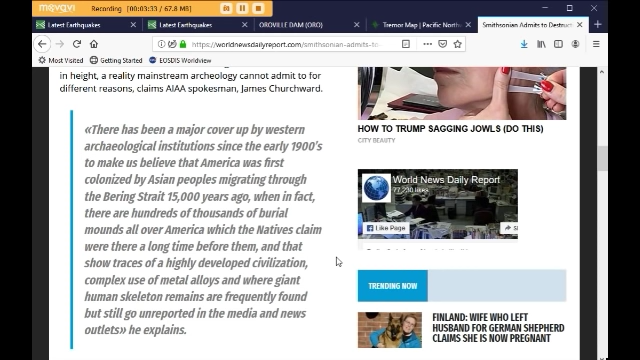 movavi
Recording (00:03:33 / 67.8 MB)
Latest Earthquakes
Latest Earthquakes
OROVILLE DAM (ORO)
Tremor Map | Pacific North
Smithsonian Admits to Destruct
https://worldnewsdailyreport.com/smithsonian-admits-to-
Search
Most Visited
Getting Started
EOSDIS Worldview
in height, a reality mainstream archeology cannot admit to for
different reasons, claims AIAA spokesman, James Churchward.
«There has been a major cover up by western
archaeological institutions since the early 1900's
to make us believe that America was first
colonized by Asian peoples migrating through
the Bering Strait 15,000 years ago, when in fact,
there are hundreds of thousands of burial
mounds all over America which the Natives claim
were there a long time before them, and that
show traces of a highly developed civilization,
complex use of metal alloys and where giant
human skeleton remains are frequently found
but still go unreported in the media and news
outlets» he explains.
HOW TO TRUMP SAGGING JOWLS (DO THIS)
CITY BEAUTY
World News Daily Report
77,230 likes
Like Page
S
TRENDING NOW
FINLAND: WIFE WHO LEFT
HUSBAND FOR GERMAN SHEPHERD
CLAIMS SHE IS NOW PREGNANT